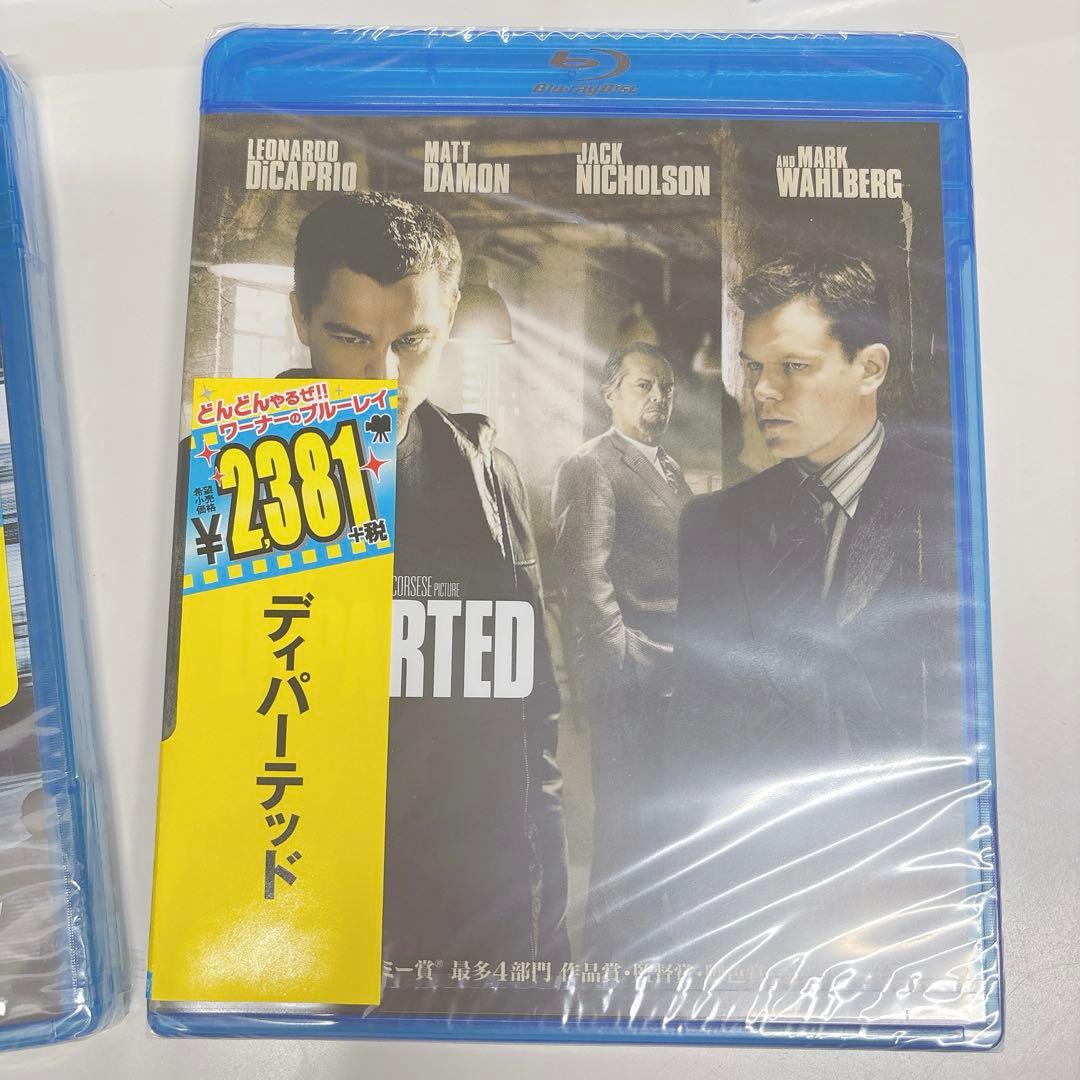 Blu-ray Disc
LEONARDO
DiCAPRIO
MATT
DAMON
JACK
NICHOLSON
AND MARK
WAHLBERG
どんどんやるぜ!!
ワーナーのブルーレイ
希望
小売
価格
¥2,381
+税
ディパーテッド
CORSESE PICTURE
RTED
ミー賞® 最多4部門 作品賞・監督賞・